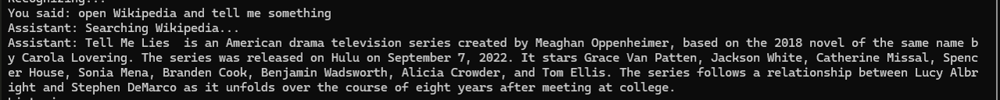 Recognizing...
You said: open Wikipedia and tell me something
Assistant: Searching Wikipedia...
Assistant: Tell Me Lies  is an American drama television series created by Meaghan Oppenheimer, based on the 2018 novel of the same name b
y Carola Lovering. The series was released on Hulu on September 7, 2022. It stars Grace Van Patten, Jackson White, Catherine Missal, Spenc
er House, Sonia Mena, Branden Cook, Benjamin Wadsworth, Alicia Crowder, and Tom Ellis. The series follows a relationship between Lucy Albr
ight and Stephen DeMarco as it unfolds over the course of eight years after meeting at college.